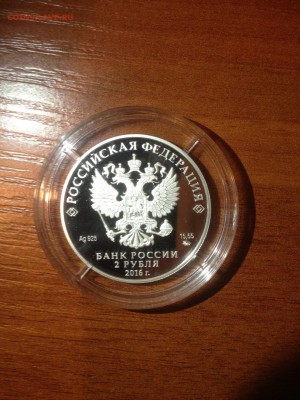 РОССИЙСКАЯ ФЕДЕРАЦИЯ
Ag 925
15,55
БАНК РОССИИ
2 РУБЛЯ
2016 г.